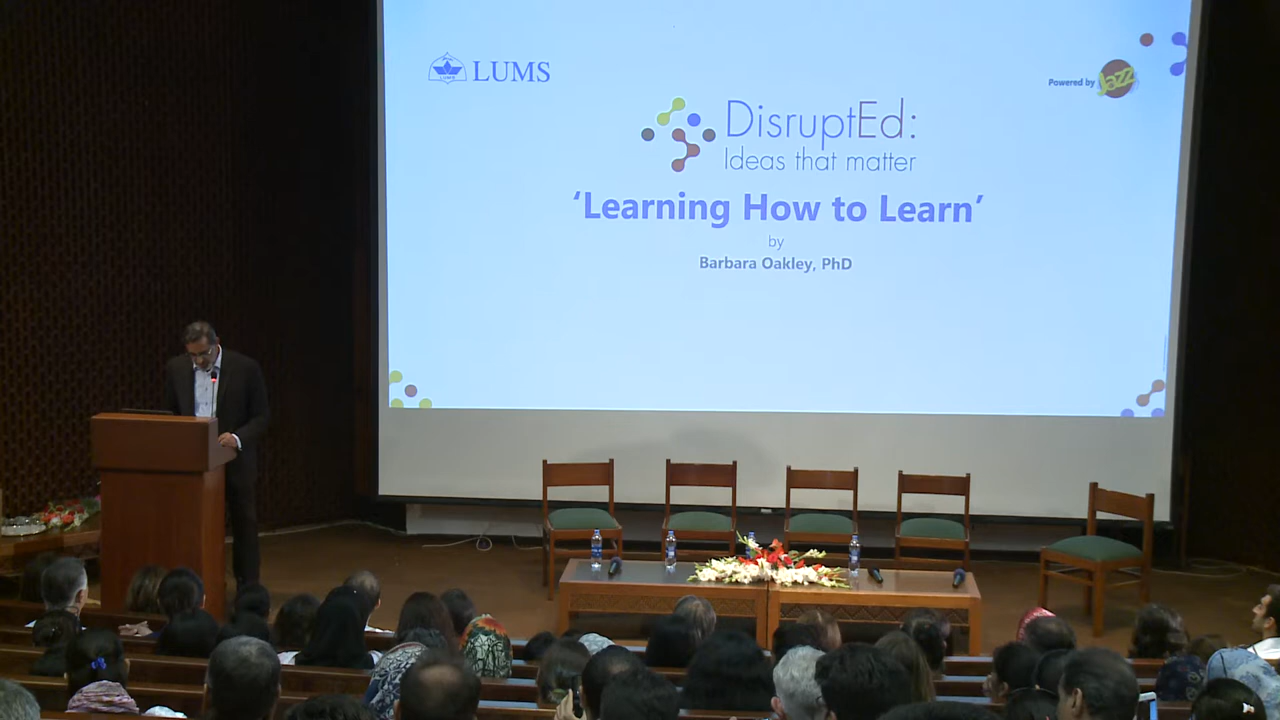 LUMS
Powered by Jazz
DisruptEd:
Ideas that matter
‘Learning How to Learn’
by
Barbara Oakley, PhD